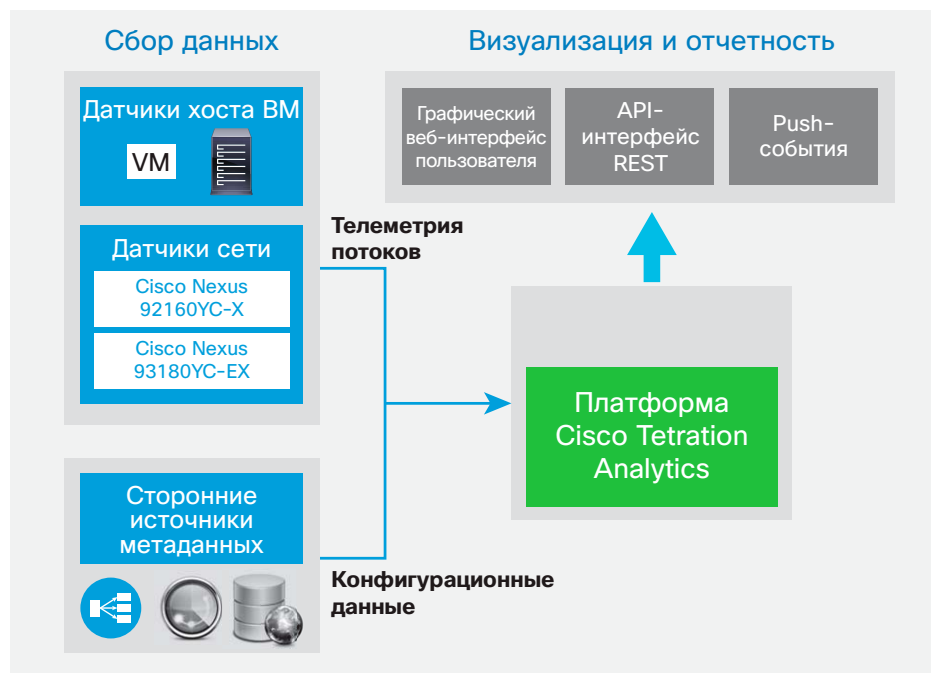 Сбор данных
Датчики хоста ВМ
VM
Датчики сети
Cisco Nexus
92160YC-X
Cisco Nexus
93180YC-EX
Сторонние
источники
метаданных
Телеметрия
потоков
Конфигурационные
данные
Визуализация и отчетность
Графический
веб-интерфейс
пользователя
API-
интерфейс
REST
Push-
события
Платформа
Cisco Tetration
Analytics